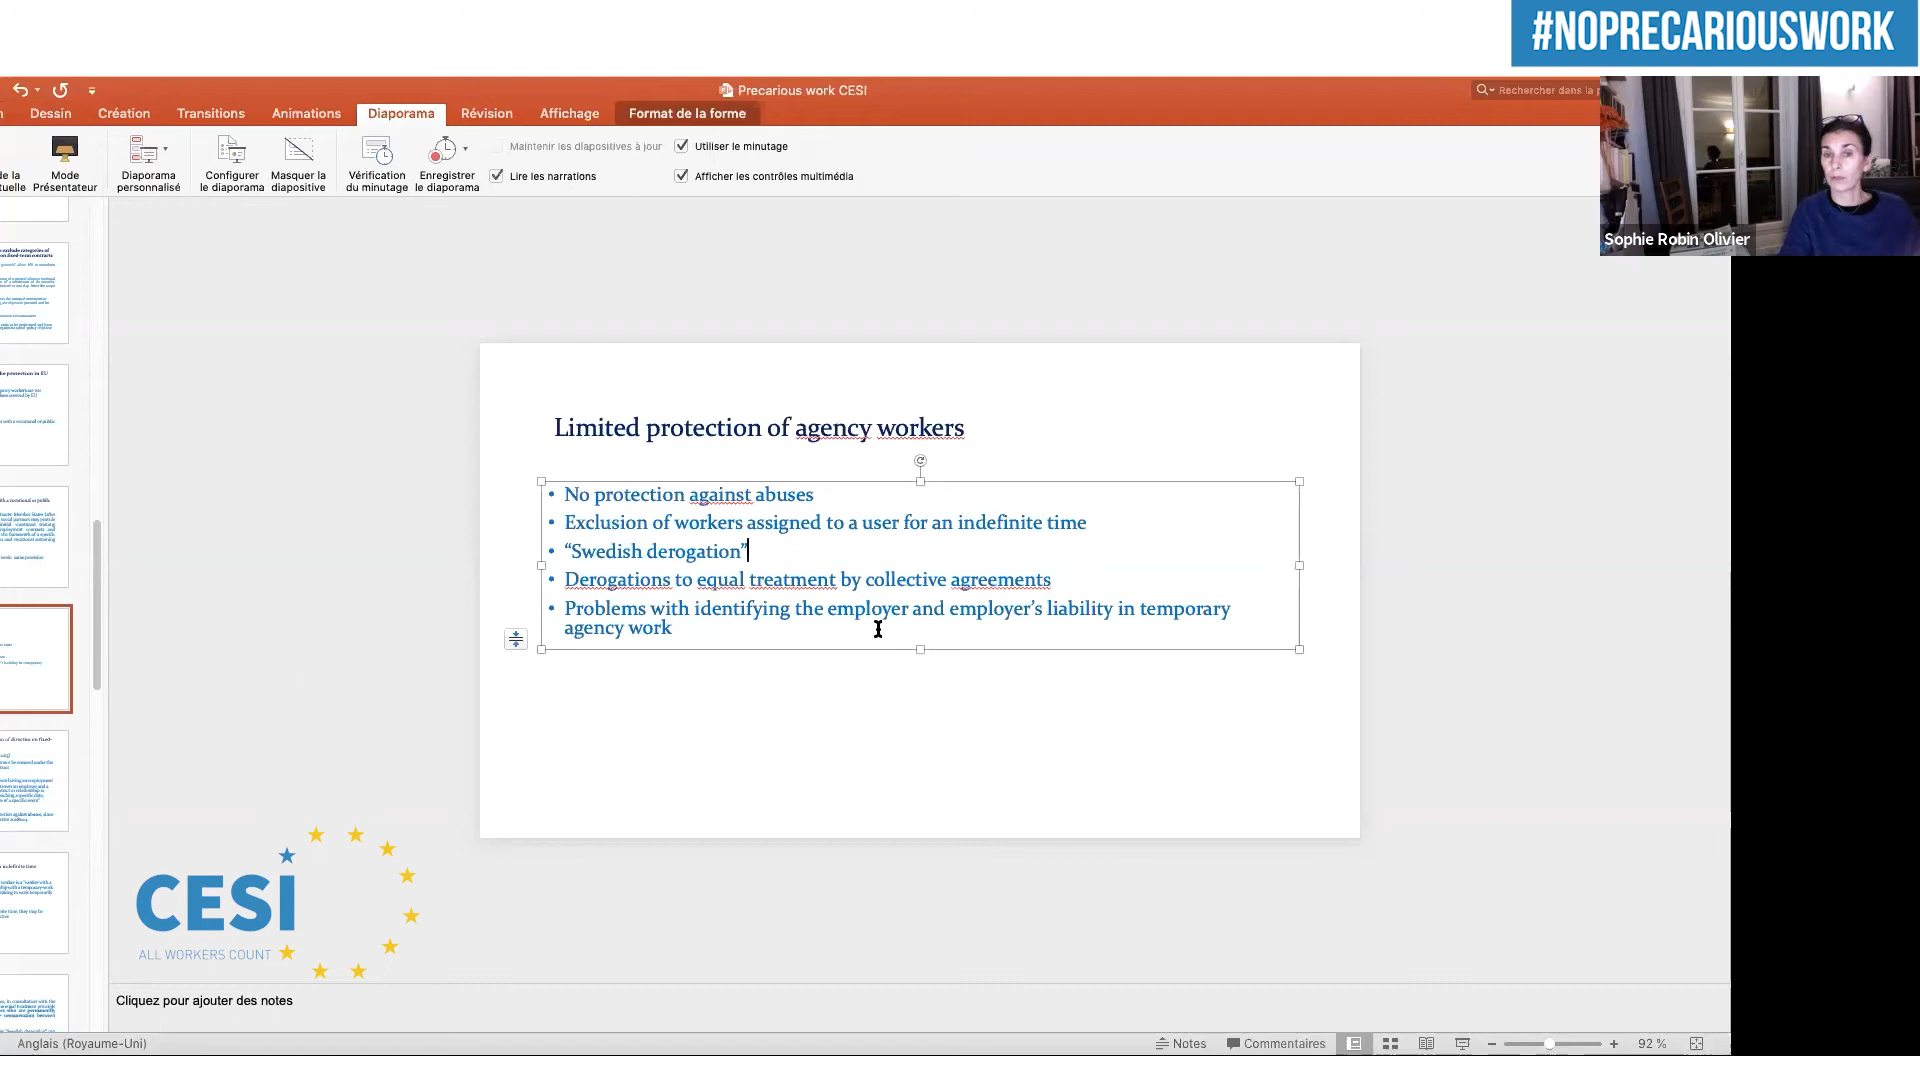 #NOPRECARIOUSWORK
Precarious work CESI
Rechercher dans la
Dessin
Création
Transitions
Animations
Diaporama
Révision
Affichage
Format de la forme
de la
Mode
Présentateur
Diaporama
personnalisé
Configurer
le diaporama
Masquer la
diapositive
Vérification
du minutage
Enregistrer
le diaporama
Maintenir les diapositives à jour
Utiliser le minutage
Lire les narrations
Afficher les contrôles multimédia
Sophie Robin Olivier
Limited protection of agency workers
• No protection against abuses
• Exclusion of workers assigned to a user for an indefinite time
• “Swedish derogation”
• Derogations to equal treatment by collective agreements
• Problems with identifying the employer and employer’s liability in temporary
agency work
CESI
ALL WORKERS COUNT
Cliquez pour ajouter des notes
Anglais (Royaume-Uni)
Notes
Commentaires
92 %